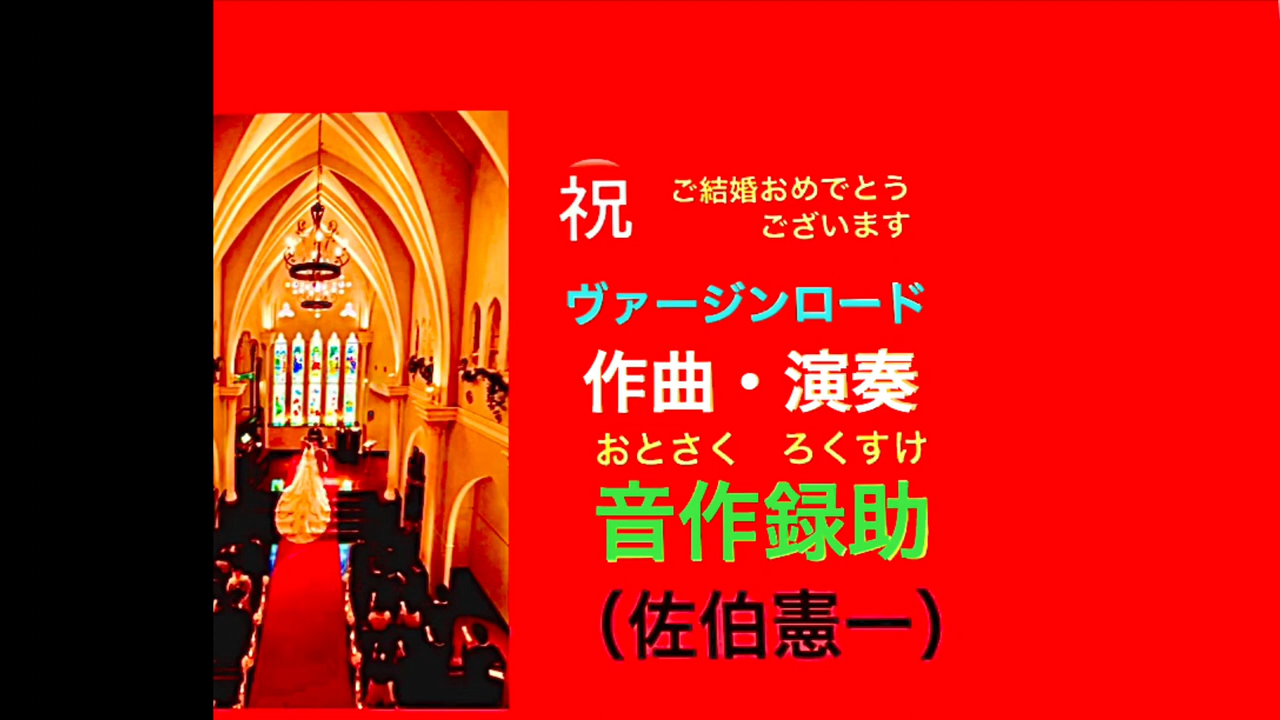 祝
ご結婚おめでとう
ございます
ヴァージンロード
作曲・演奏
おとさく　ろくすけ
音作録助
（佐伯憲一）